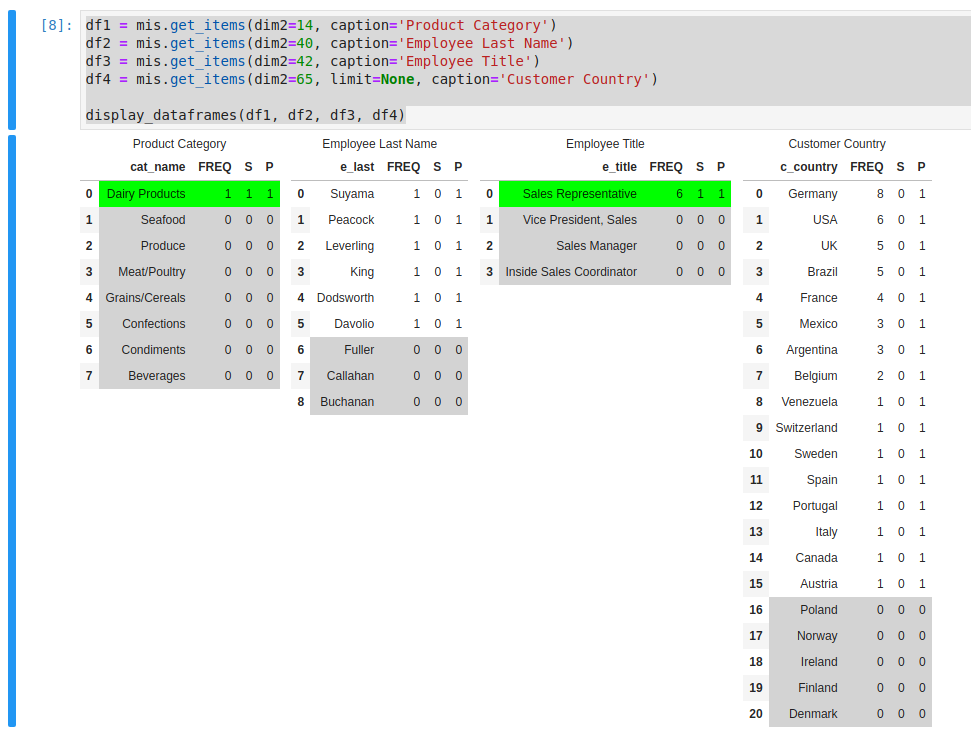 [8]: df1 = mis.get_items(dim2=14, caption='Product Category')
df2 = mis.get_items(dim2=40, caption='Employee Last Name')
df3 = mis.get_items(dim2=42, caption='Employee Title')
df4 = mis.get_items(dim2=65, limit=None, caption='Customer Country')
display_dataframes(df1, df2, df3, df4)
Product Category
cat_name FREQ S P
0 Dairy Products 1 1 1
1 Seafood 0 0 0
2 Produce 0 0 0
3 Meat/Poultry 0 0 0
4 Grains/Cereals 0 0 0
5 Confections 0 0 0
6 Condiments 0 0 0
7 Beverages 0 0 0
Employee Last Name
e_last FREQ S P
0 Suyama 1 0 1
1 Peacock 1 0 1
2 Leverling 1 0 1
3 King 1 0 1
4 Dodsworth 1 0 1
5 Davolio 1 0 1
6 Fuller 0 0 0
7 Callahan 0 0 0
8 Buchanan 0 0 0
Employee Title
e_title FREQ S P
0 Sales Representative 6 1 1
1 Vice President, Sales 0 0 0
2 Sales Manager 0 0 0
3 Inside Sales Coordinator 0 0 0
Customer Country
c_country FREQ S P
0 Germany 8 0 1
1 USA 6 0 1
2 UK 5 0 1
3 Brazil 5 0 1
4 France 4 0 1
5 Mexico 3 0 1
6 Argentina 3 0 1
7 Belgium 2 0 1
8 Venezuela 1 0 1
9 Switzerland 1 0 1
10 Sweden 1 0 1
11 Spain 1 0 1
12 Portugal 1 0 1
13 Italy 1 0 1
14 Canada 1 0 1
15 Austria 1 0 1
16 Poland 0 0 0
17 Norway 0 0 0
18 Ireland 0 0 0
19 Finland 0 0 0
20 Denmark 0 0 0